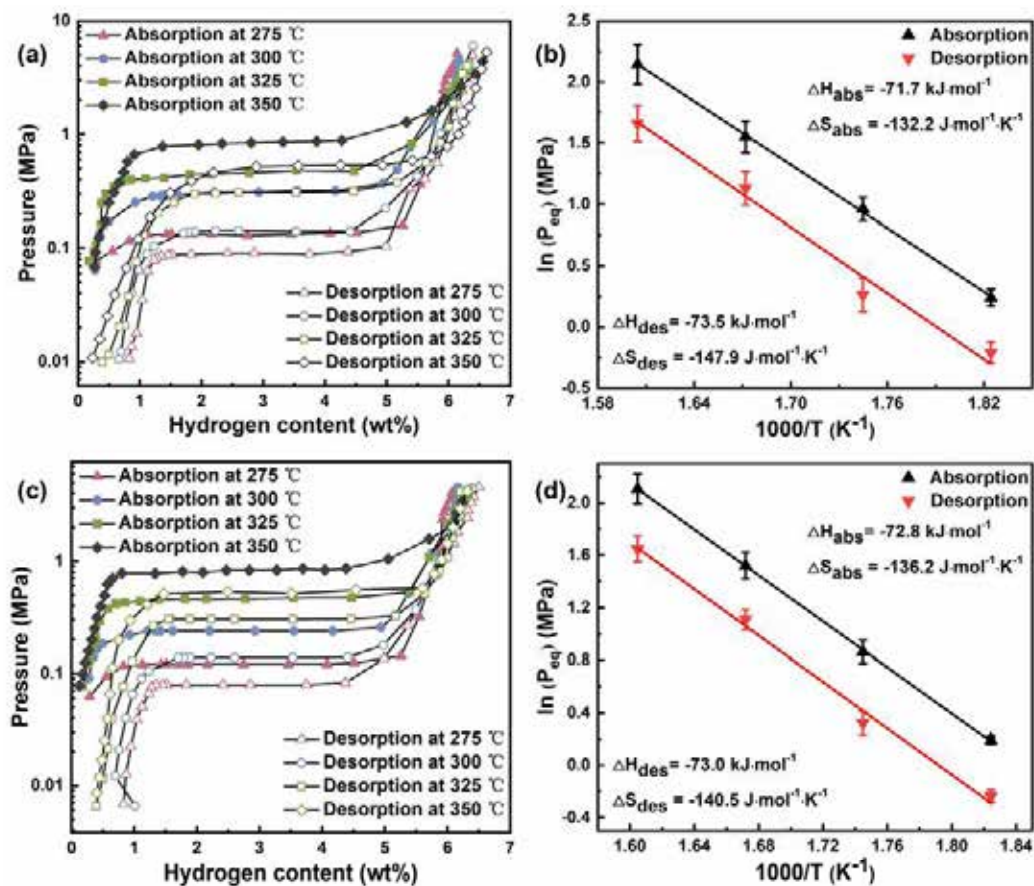 (a)
Absorption at 275 ℃
Absorption at 300 ℃
Absorption at 325 ℃
Absorption at 350 ℃
Desorption at 275 ℃
Desorption at 300 ℃
Desorption at 325 ℃
Desorption at 350 ℃
Pressure (MPa)
10
1
0.1
0.01
0 1 2 3 4 5 6 7
Hydrogen content (wt%)
(b)
Absorption
Desorption
△Habs = -71.7 kJ·mol⁻¹
△Sabs = -132.2 J·mol⁻¹·K⁻¹
△Hdes= -73.5 kJ·mol⁻¹
△Sdes = -147.9 J·mol⁻¹·K⁻¹
ln (Peq) (MPa)
2.5
2.0
1.5
1.0
0.5
0.0
-0.5
1.58 1.64 1.70 1.76 1.82
1000/T (K⁻¹)
(c)
Absorption at 275 ℃
Absorption at 300 ℃
Absorption at 325 ℃
Absorption at 350 ℃
Desorption at 275 ℃
Desorption at 300 ℃
Desorption at 325 ℃
Desorption at 350 ℃
Pressure (MPa)
1
0.1
0.01
0 1 2 3 4 5 6 7
Hydrogen content (wt%)
(d)
Absorption
Desorption
△Habs = -72.8 kJ·mol⁻¹
△Sabs = -136.2 J·mol⁻¹·K⁻¹
△Hdes= -73.0 kJ·mol⁻¹
△Sdes = -140.5 J·mol⁻¹·K⁻¹
ln (Peq) (MPa)
2.0
1.6
1.2
0.8
0.4
0.0
-0.4
1.60 1.64 1.68 1.72 1.76 1.80 1.84
1000/T (K⁻¹)